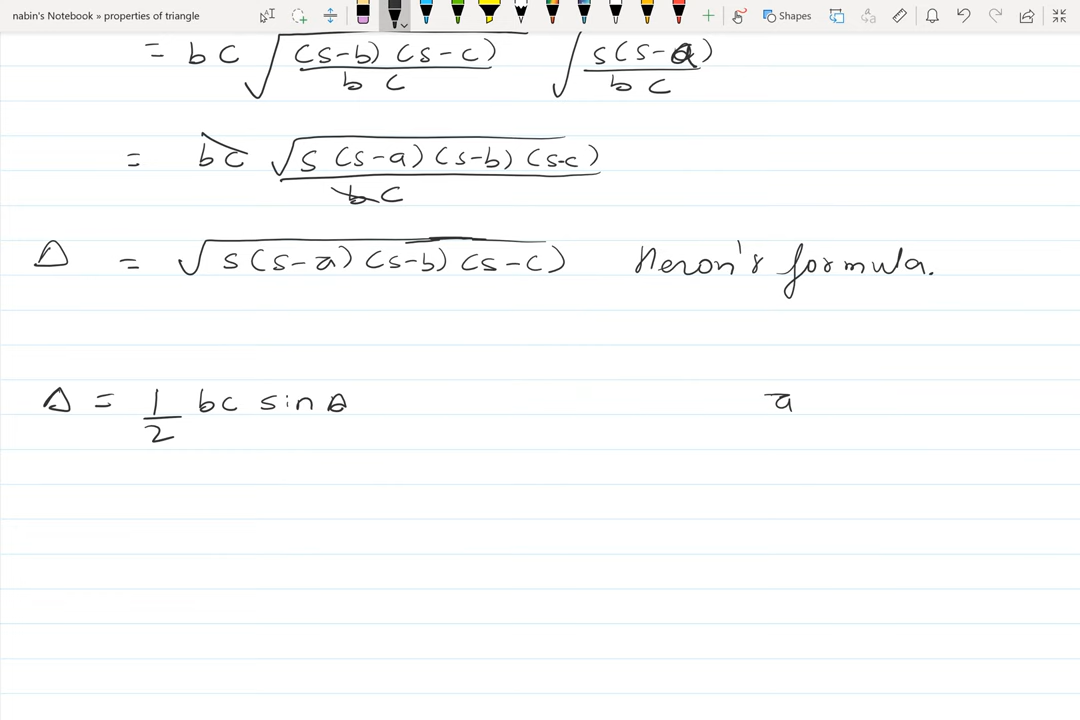 nabin's Notebook » properties of triangle Shapes
= bc √((s-b)(s-c)/bc) √(s(s-a)/bc)
= bc √s(s-a)(s-b)(s-c) / bc
Δ = √s(s-a)(s-b)(s-c) Heron's formula.
Δ = 1/2 bc sin A a